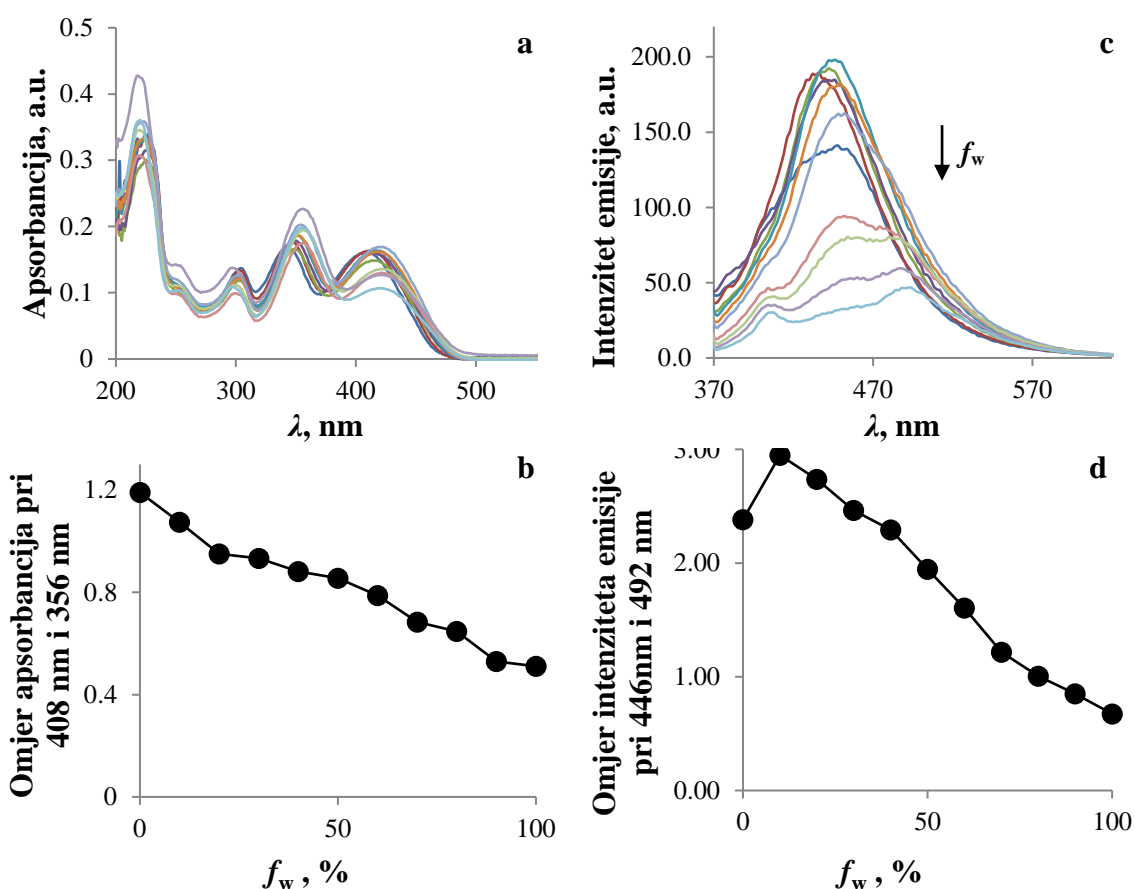 a
Apsorbancija, a.u.
0.5
0.4
0.3
0.2
0.1
0
200
300
400
500
λ, nm
c
Intenzitet emisije, a.u.
200.0
150.0
100.0
50.0
0.0
fw
370
470
570
λ, nm
b
Omjer apsorbancija pri
408 nm i 356 nm
1.2
0.8
0.4
0
0
50
100
fw , %
d
Omjer intenziteta emisije
pri 446nm i 492 nm
3.00
2.00
1.00
0.00
0
50
100
fw , %